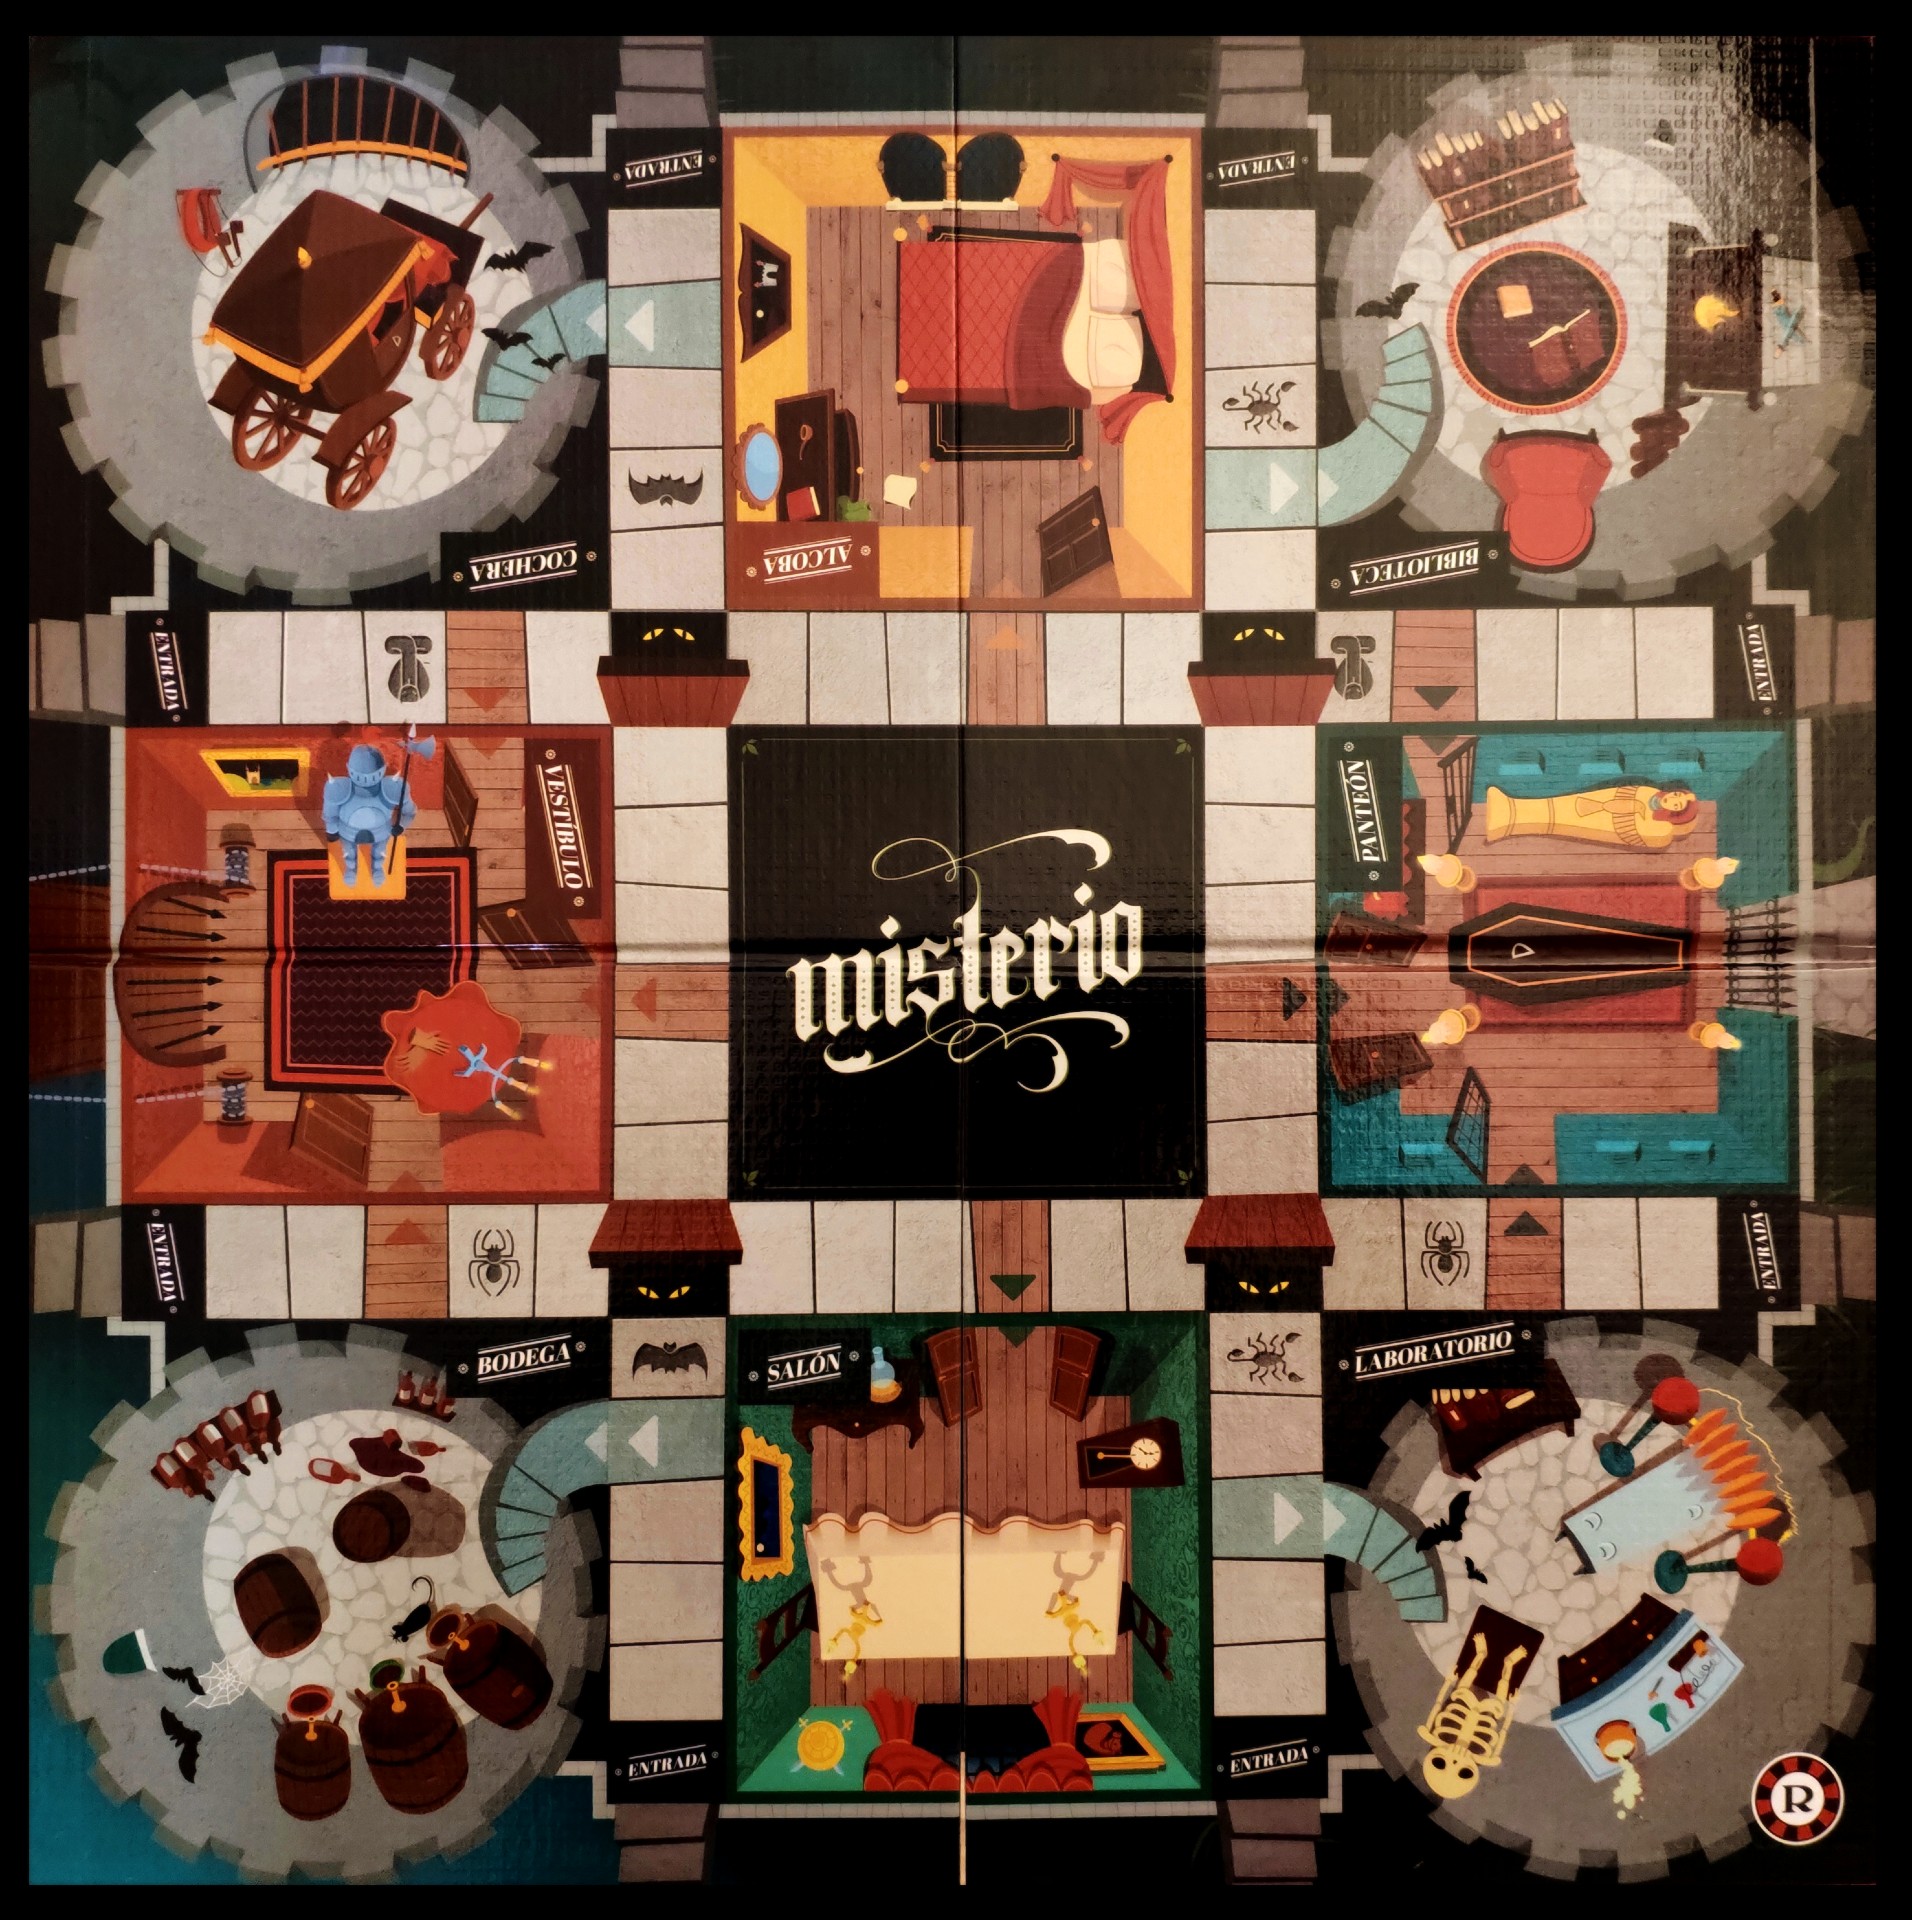 ENTRADA
ENTRADA
COCHERA
ALCOBA
BIBLIOTECA
ENTRADA
ENTRADA
VESTÍBULO
PANTEÓN
misterio
ENTRADA
ENTRADA
BODEGA
SALÓN
LABORATORIO
ENTRADA
ENTRADA
R